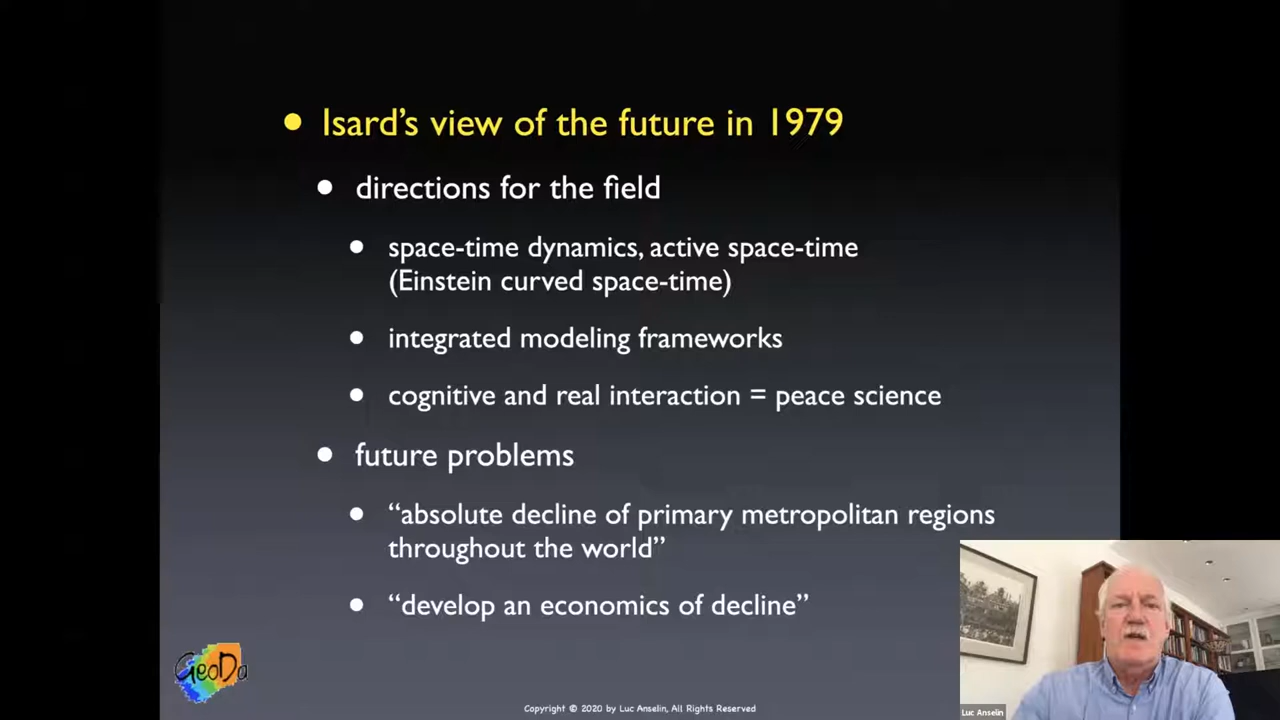 • Isard’s view of the future in 1979
• directions for the field
• space-time dynamics, active space-time
(Einstein curved space-time)
• integrated modeling frameworks
• cognitive and real interaction = peace science
• future problems
• “absolute decline of primary metropolitan regions
throughout the world”
• “develop an economics of decline”
GeoDa
Copyright © 2020 by Luc Anselin, All Rights Reserved
Luc Anselin